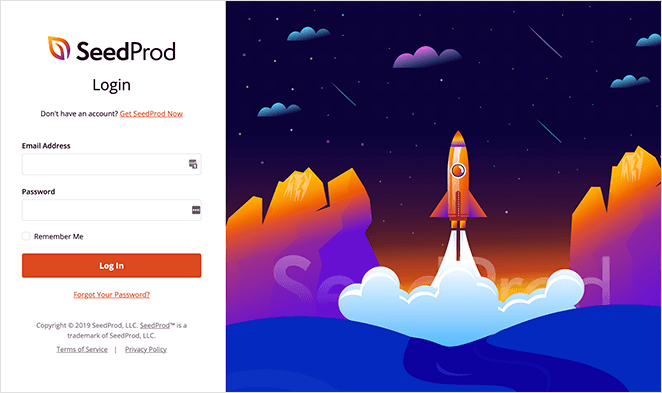 SeedProd
Login
Don't have an account? Get SeedProd Now
Email Address
Password
Remember Me
Log In
Forgot Your Password?
Copyright © 2019 SeedProd, LLC. SeedProd™ is a
trademark of SeedProd, LLC.
Terms of Service | Privacy Policy
SeedProd